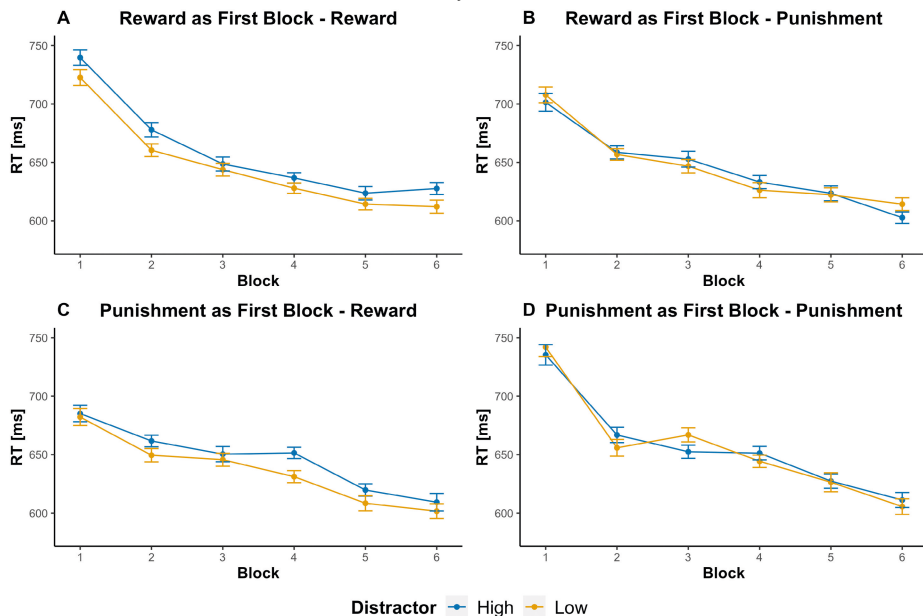 A Reward as First Block - Reward
RT [ms]
750
700
650
600
1 2 3 4 5 6
Block
B Reward as First Block - Punishment
RT [ms]
750
700
650
600
1 2 3 4 5 6
Block
C Punishment as First Block - Reward
RT [ms]
750
700
650
600
1 2 3 4 5 6
Block
D Punishment as First Block - Punishment
RT [ms]
750
700
650
600
1 2 3 4 5 6
Block
Distractor High Low